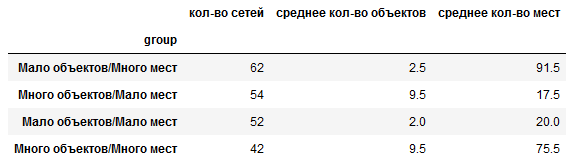 кол-во сетей среднее кол-во объектов среднее кол-во мест
group
Мало объектов/Много мест 62 2.5 91.5
Много объектов/Мало мест 54 9.5 17.5
Мало объектов/Мало мест 52 2.0 20.0
Много объектов/Много мест 42 9.5 75.5